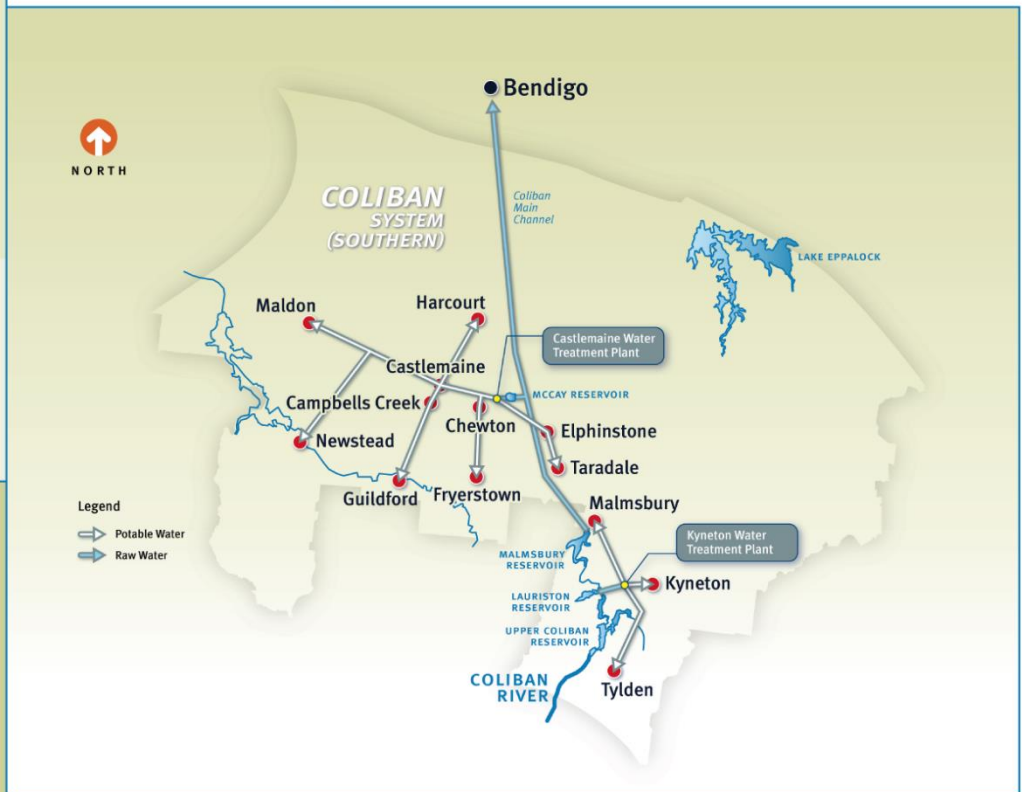 Bendigo
NORTH
COLIBAN
SYSTEM
(SOUTHERN)
Coliban
Main
Channel
LAKE EPPALOCK
Maldon
Harcourt
Castlemaine Water
Treatment Plant
Castlemaine
MCCAY RESERVOIR
Campbells Creek
Chewton
Elphinstone
Newstead
Taradale
Guildford
Fryerstown
Malmsbury
Legend
Potable Water
Raw Water
Kyneton Water
Treatment Plant
MALMSBURY
RESERVOIR
Kyneton
LAURISTON
RESERVOIR
UPPER COLIBAN
RESERVOIR
COLIBAN
RIVER
Tylden